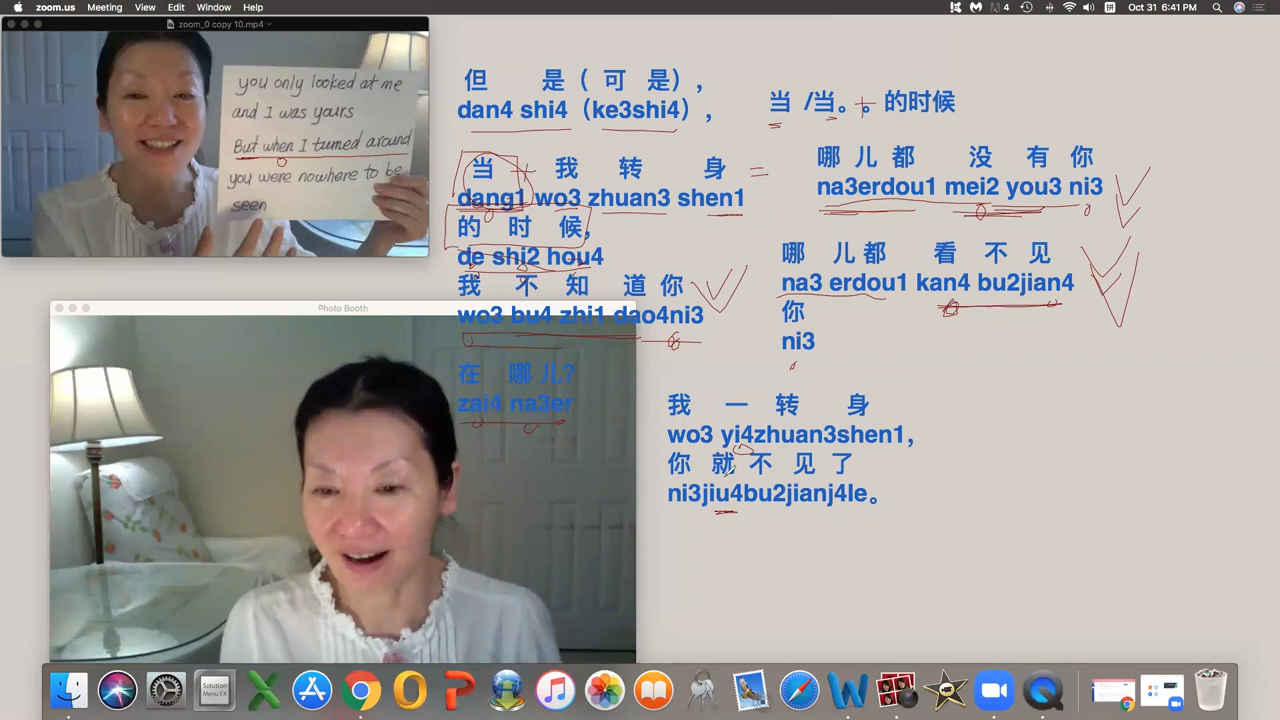 zoom.us Meeting View Edit Window Help
4 拼 Oct 31 6:41 PM
zoom_0 copy 10.mp4
you only looked at me
and I was yours
But when I turned around
you were nowhere to be
seen
Photo Booth
但 是（可 是），
dan4 shi4（ke3shi4），
当 + 我 转 身 =
dang1 wo3 zhuan3 shen1
的 时 候，
de shi2 hou4
我 不 知 道 你
wo3 bu4 zhi1 dao4ni3
在 哪 儿？
zai4 na3er
当 /当。+。的时候
哪 儿 都 没 有 你
na3erdou1 mei2 you3 ni3
哪 儿 都 看 不 见
na3 erdou1 kan4 bu2jian4
你
ni3
我 一 转 身
wo3 yi4zhuan3shen1，
你 就 不 见 了
ni3jiu4bu2jianj4le。
Solution
Menu EX